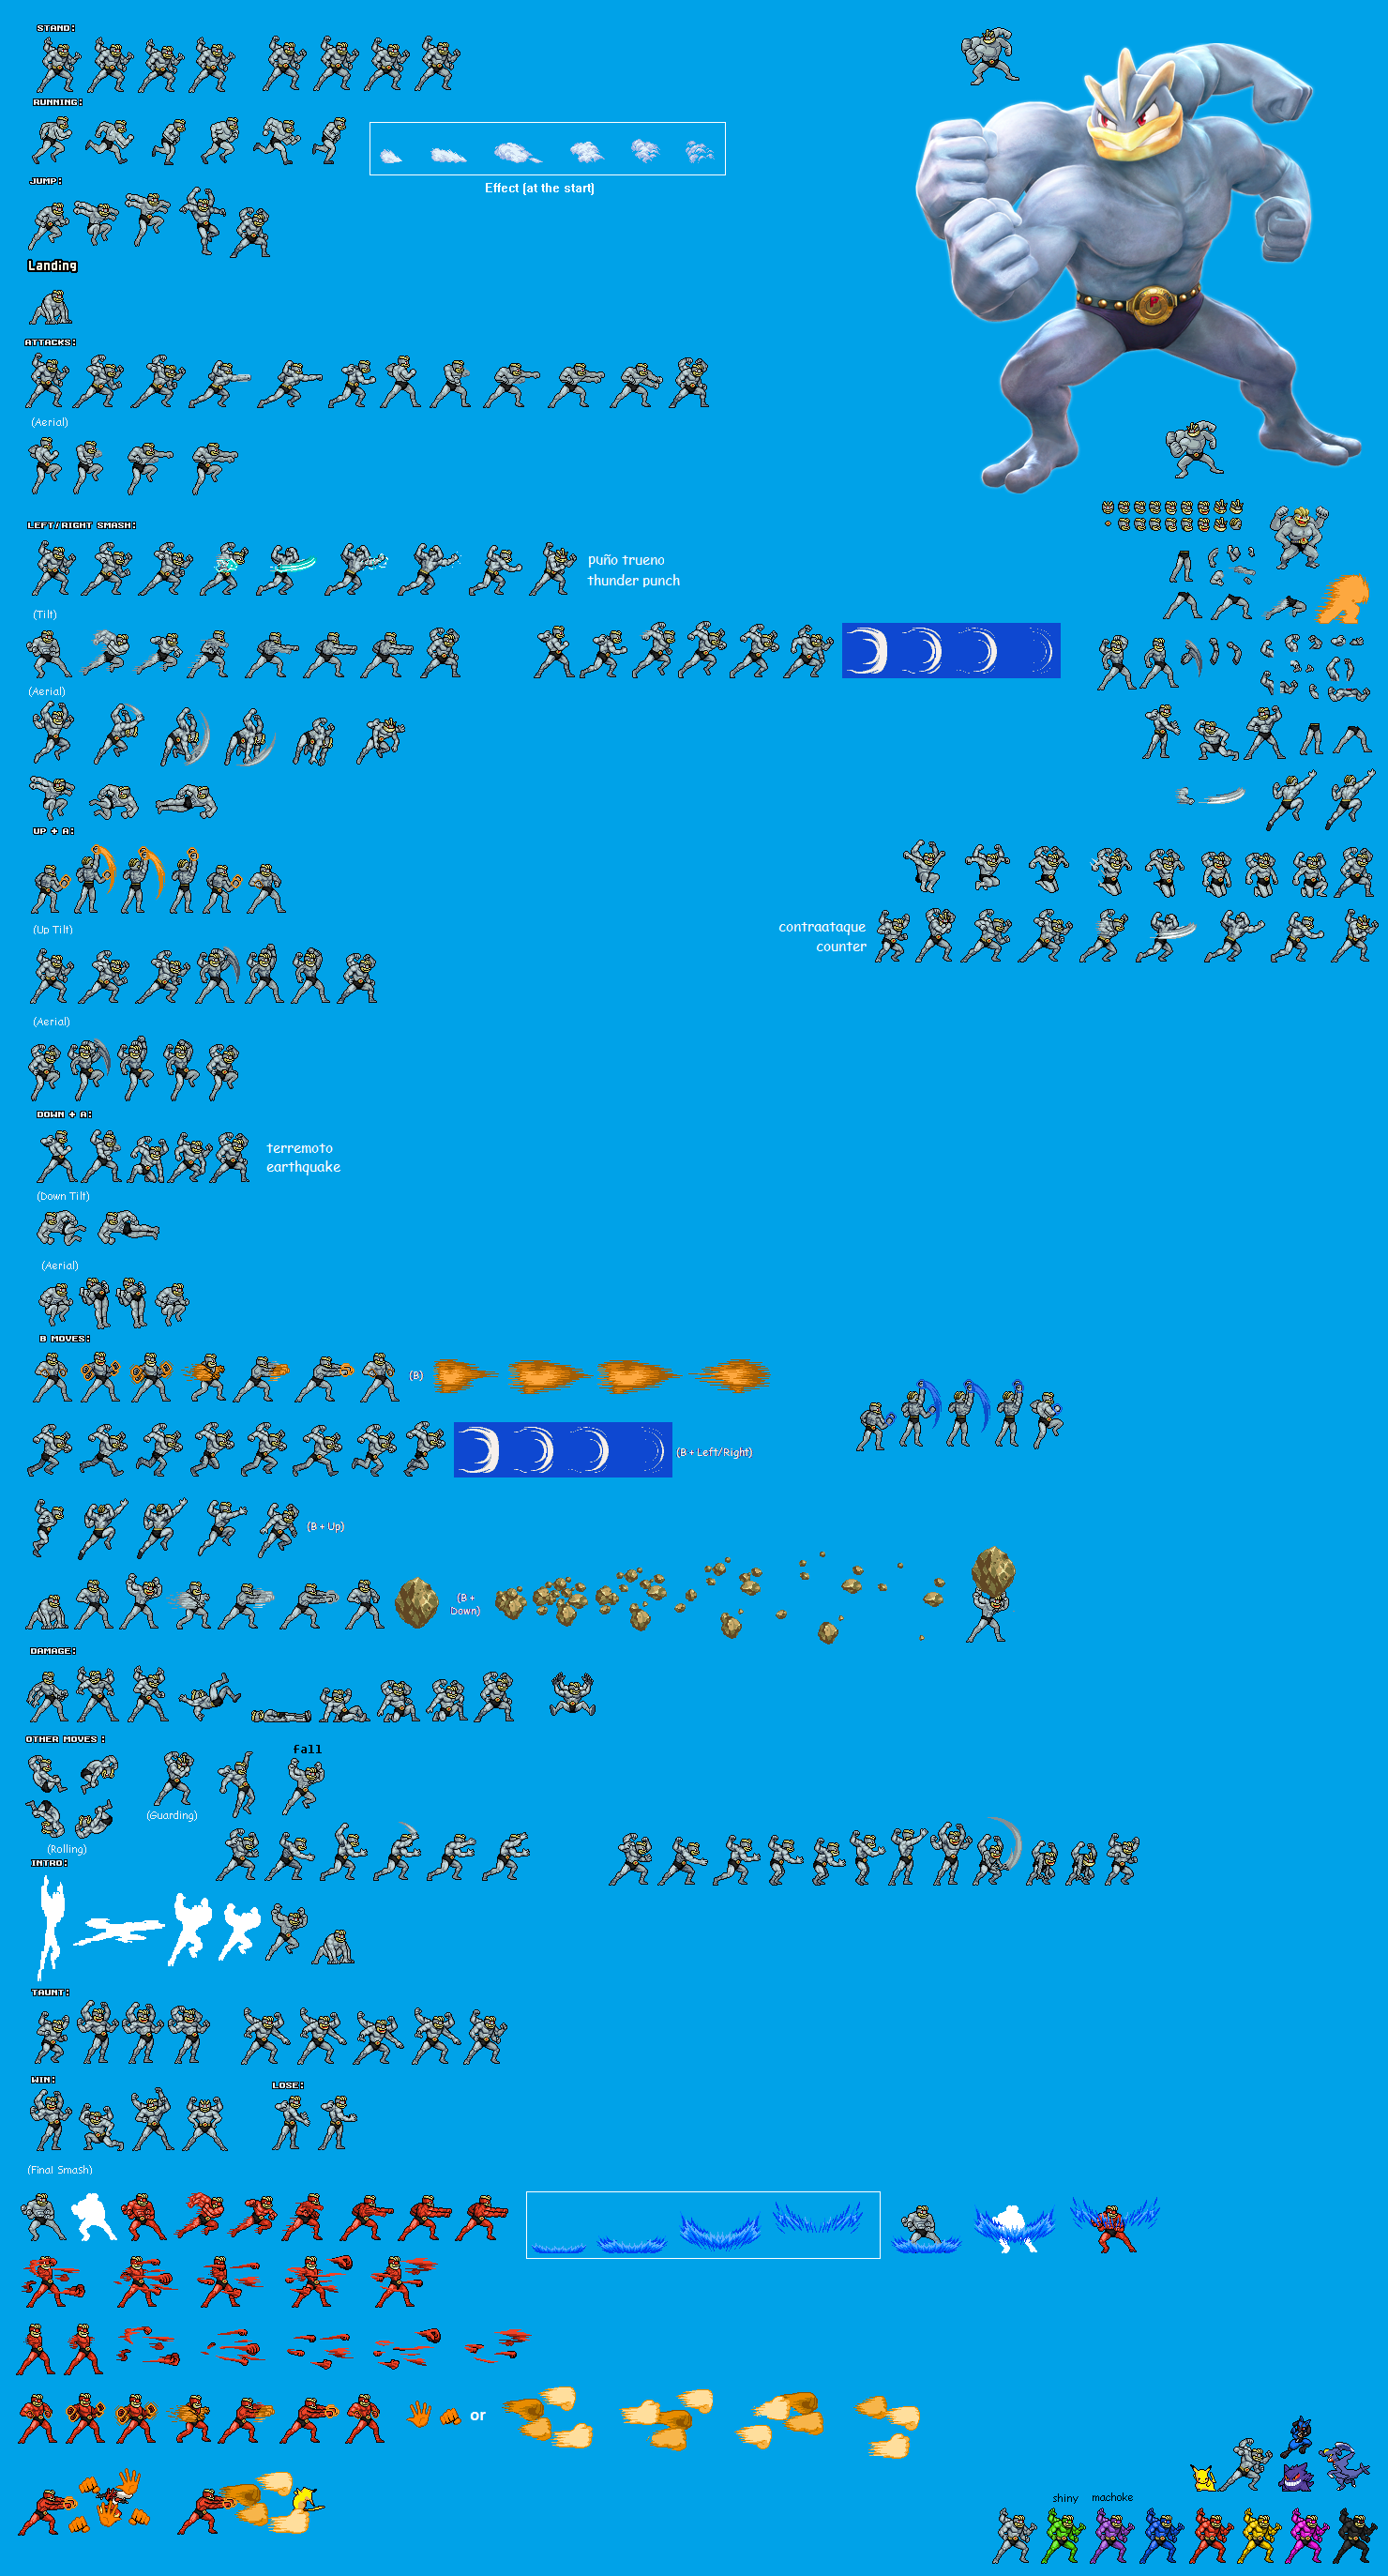 STAND:
RUNNING:
Effect (at the start)
JUMP:
Landing
ATTACKS:
(Aerial)
LEFT/RIGHT SMASH:
puño trueno
thunder punch
(Tilt)
(Aerial)
UP + A:
contraataque
counter
(Up Tilt)
(Aerial)
DOWN + A:
terremoto
earthquake
(Down Tilt)
(Aerial)
B MOVES:
(B)
(B + Left/Right)
(B + Up)
(B +
Down)
DAMAGE:
OTHER MOVES :
Fall
(Guarding)
(Rolling)
INTRO:
TAUNT:
WIN:
LOSE:
(Final Smash)
or
shiny
machoke